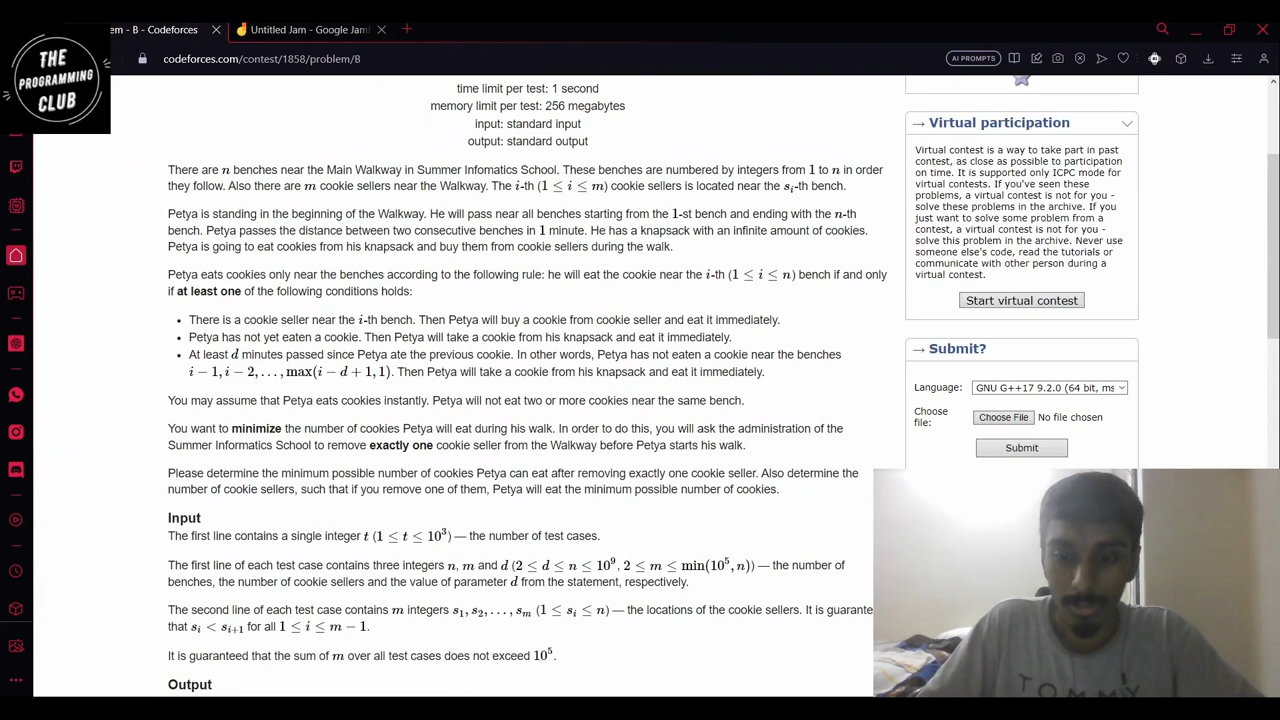 THE PROGRAMMING CLUB
em - B - Codeforces
Untitled Jam - Google Jam
codeforces.com/contest/1858/problem/B
AI PROMPTS
time limit per test: 1 second
memory limit per test: 256 megabytes
input: standard input
output: standard output
There are n benches near the Main Walkway in Summer Infomatics School. These benches are numbered by integers from 1 to n in order
they follow. Also there are m cookie sellers near the Walkway. The i-th (1 ≤ i ≤ m) cookie sellers is located near the s_i-th bench.
Petya is standing in the beginning of the Walkway. He will pass near all benches starting from the 1-st bench and ending with the n-th
bench. Petya passes the distance between two consecutive benches in 1 minute. He has a knapsack with an infinite amount of cookies.
Petya is going to eat cookies from his knapsack and buy them from cookie sellers during the walk.
Petya eats cookies only near the benches according to the following rule: he will eat the cookie near the i-th (1 ≤ i ≤ n) bench if and only
if at least one of the following conditions holds:
• There is a cookie seller near the i-th bench. Then Petya will buy a cookie from cookie seller and eat it immediately.
• Petya has not yet eaten a cookie. Then Petya will take a cookie from his knapsack and eat it immediately.
• At least d minutes passed since Petya ate the previous cookie. In other words, Petya has not eaten a cookie near the benches
i − 1, i − 2, . . . , max(i − d + 1, 1). Then Petya will take a cookie from his knapsack and eat it immediately.
You may assume that Petya eats cookies instantly. Petya will not eat two or more cookies near the same bench.
You want to minimize the number of cookies Petya will eat during his walk. In order to do this, you will ask the administration of the
Summer Informatics School to remove exactly one cookie seller from the Walkway before Petya starts his walk.
Please determine the minimum possible number of cookies Petya can eat after removing exactly one cookie seller. Also determine the
number of cookie sellers, such that if you remove one of them, Petya will eat the minimum possible number of cookies.
Input
The first line contains a single integer t (1 ≤ t ≤ 10^3) — the number of test cases.
The first line of each test case contains three integers n, m and d (2 ≤ d ≤ n ≤ 10^9, 2 ≤ m ≤ min(10^5, n)) — the number of
benches, the number of cookie sellers and the value of parameter d from the statement, respectively.
The second line of each test case contains m integers s_1, s_2, . . . , s_m (1 ≤ s_i ≤ n) — the locations of the cookie sellers. It is guarante
that s_i < s_{i+1} for all 1 ≤ i ≤ m − 1.
It is guaranteed that the sum of m over all test cases does not exceed 10^5.
Output
→ Virtual participation
Virtual contest is a way to take part in past
contest, as close as possible to participation
on time. It is supported only ICPC mode for
virtual contests. If you've seen these
problems, a virtual contest is not for you -
solve these problems in the archive. If you
just want to solve some problem from a
contest, a virtual contest is not for you -
solve this problem in the archive. Never use
someone else's code, read the tutorials or
communicate with other person during a
virtual contest.
Start virtual contest
→ Submit?
Language: GNU G++17 9.2.0 (64 bit, ms
Choose file: Choose File No file chosen
Submit
TOMMY